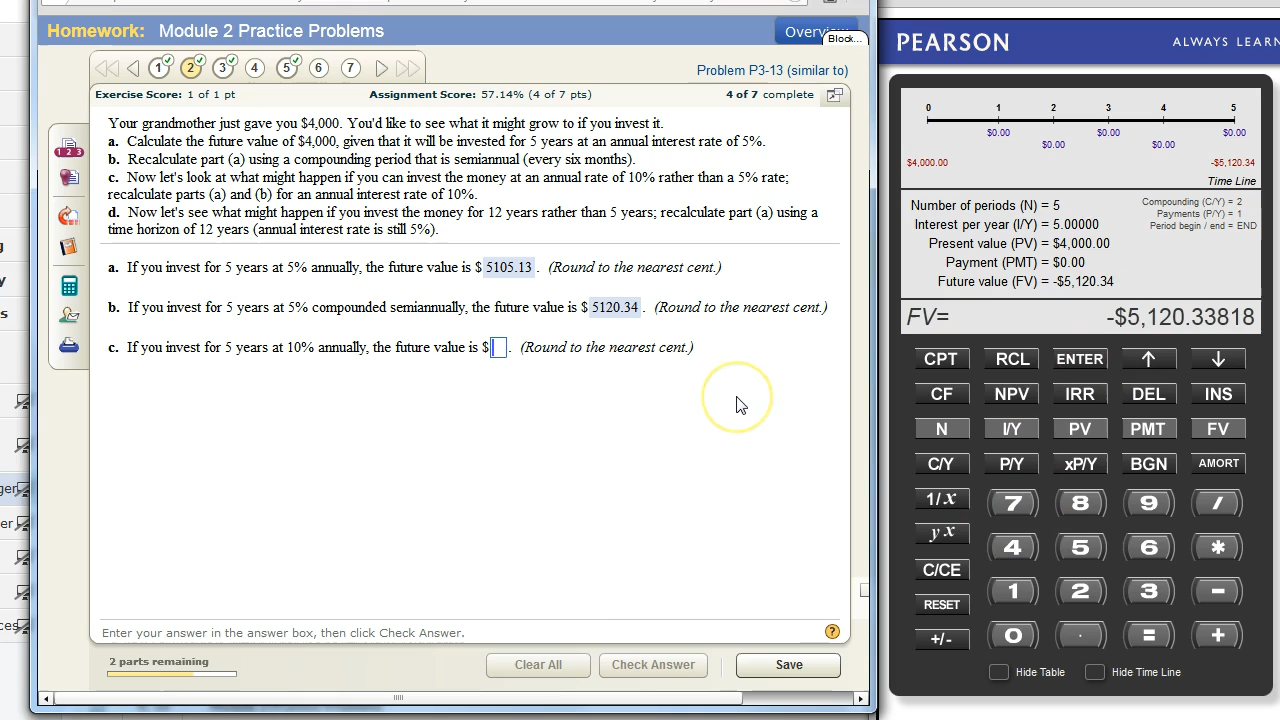 Homework: Module 2 Practice Problems
Overview
Block...
1 2 3 4 5 6 7
Problem P3-13 (similar to)
Exercise Score: 1 of 1 pt
Assignment Score: 57.14% (4 of 7 pts)
4 of 7 complete
Your grandmother just gave you $4,000. You'd like to see what it might grow to if you invest it.
a. Calculate the future value of $4,000, given that it will be invested for 5 years at an annual interest rate of 5%.
b. Recalculate part (a) using a compounding period that is semiannual (every six months).
c. Now let's look at what might happen if you can invest the money at an annual rate of 10% rather than a 5% rate;
recalculate parts (a) and (b) for an annual interest rate of 10%.
d. Now let's see what might happen if you invest the money for 12 years rather than 5 years; recalculate part (a) using a
time horizon of 12 years (annual interest rate is still 5%).
a. If you invest for 5 years at 5% annually, the future value is $ 5105.13 . (Round to the nearest cent.)
b. If you invest for 5 years at 5% compounded semiannually, the future value is $ 5120.34 . (Round to the nearest cent.)
c. If you invest for 5 years at 10% annually, the future value is $ . (Round to the nearest cent.)
Enter your answer in the answer box, then click Check Answer.
?
2 parts remaining
Clear All
Check Answer
Save
PEARSON
ALWAYS LEARN
0 1 2 3 4 5
$0.00 $0.00 $0.00
$0.00 $0.00
$4,000.00 -$5,120.34
Time Line
Number of periods (N) = 5
Interest per year (I/Y) = 5.00000
Present value (PV) = $4,000.00
Payment (PMT) = $0.00
Future value (FV) = -$5,120.34
Compounding (C/Y) = 2
Payments (P/Y) = 1
Period begin / end = END
FV= -$5,120.33818
CPT RCL ENTER ↑ ↓
CF NPV IRR DEL INS
N I/Y PV PMT FV
C/Y P/Y xP/Y BGN AMORT
1/x 7 8 9 /
y x 4 5 6 *
C/CE 1 2 3 -
RESET
+/- 0 . = +
Hide Table Hide Time Line